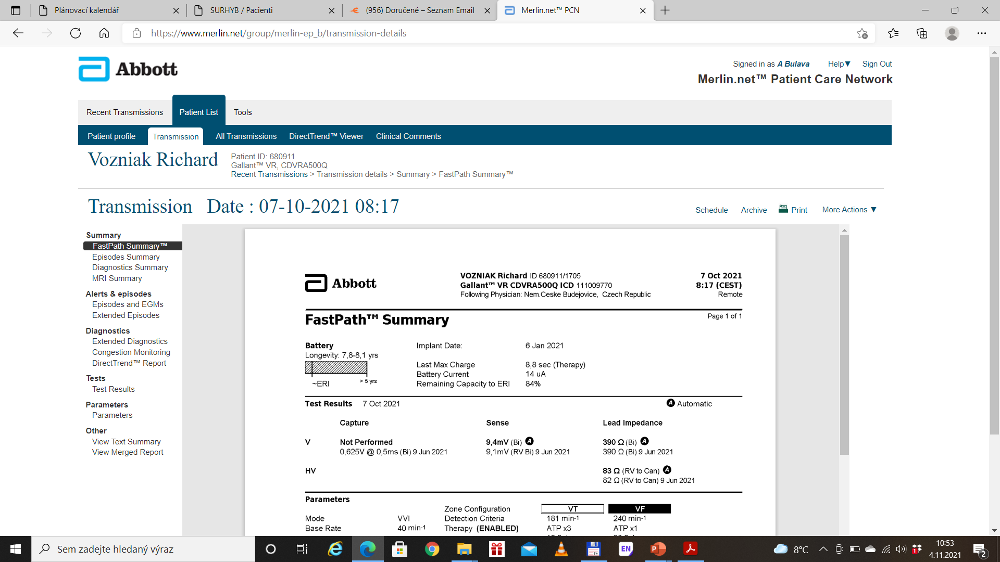 Plánovací kalendář
SURHYB / Pacienti
(956) Doručené – Seznam Email
Merlin.net™ PCN
https://www.merlin.net/group/merlin-ep_b/transmission-details
Abbott
Signed in as A Bulava Help▼ Sign Out
Merlin.net™ Patient Care Network
Recent Transmissions Patient List Tools
Patient profile Transmission All Transmissions DirectTrend™ Viewer Clinical Comments
Vozniak Richard
Patient ID: 680911
Gallant™ VR, CDVRA500Q
Recent Transmissions > Transmission details > Summary > FastPath Summary™
Transmission Date : 07-10-2021 08:17
Schedule Archive Print More Actions ▼
Summary
FastPath Summary™
Episodes Summary
Diagnostics Summary
MRI Summary
Alerts & episodes
Episodes and EGMs
Extended Episodes
Diagnostics
Extended Diagnostics
Congestion Monitoring
DirectTrend™ Report
Tests
Test Results
Parameters
Parameters
Other
View Text Summary
View Merged Report
Abbott
VOZNIAK Richard ID 680911/1705
Gallant™ VR CDVRA500Q ICD 111009770
Following Physician: Nem.Ceske Budejovice, Czech Republic
7 Oct 2021
8:17 (CEST)
Remote
FastPath™ Summary
Page 1 of 1
Battery
Longevity: 7,8-8,1 yrs
~ERI > 5 yrs
Implant Date: 6 Jan 2021
Last Max Charge 8,8 sec (Therapy)
Battery Current 14 uA
Remaining Capacity to ERI 84%
Test Results 7 Oct 2021 A Automatic
Capture Sense Lead Impedance
V Not Performed 9,4mV (Bi) A 390 Ω (Bi) A
0,625V @ 0,5ms (Bi) 9 Jun 2021 9,1mV (RV Bi) 9 Jun 2021 390 Ω (Bi) 9 Jun 2021
HV 83 Ω (RV to Can) A
82 Ω (RV to Can) 9 Jun 2021
Parameters
Zone Configuration VT VF
Mode VVI Detection Criteria 181 min-1 240 min-1
Base Rate 40 min-1 Therapy (ENABLED) ATP x3 ATP x1
Sem zadejte hledaný výraz
64
EN
1
8°C
10:53
4.11.2021
2